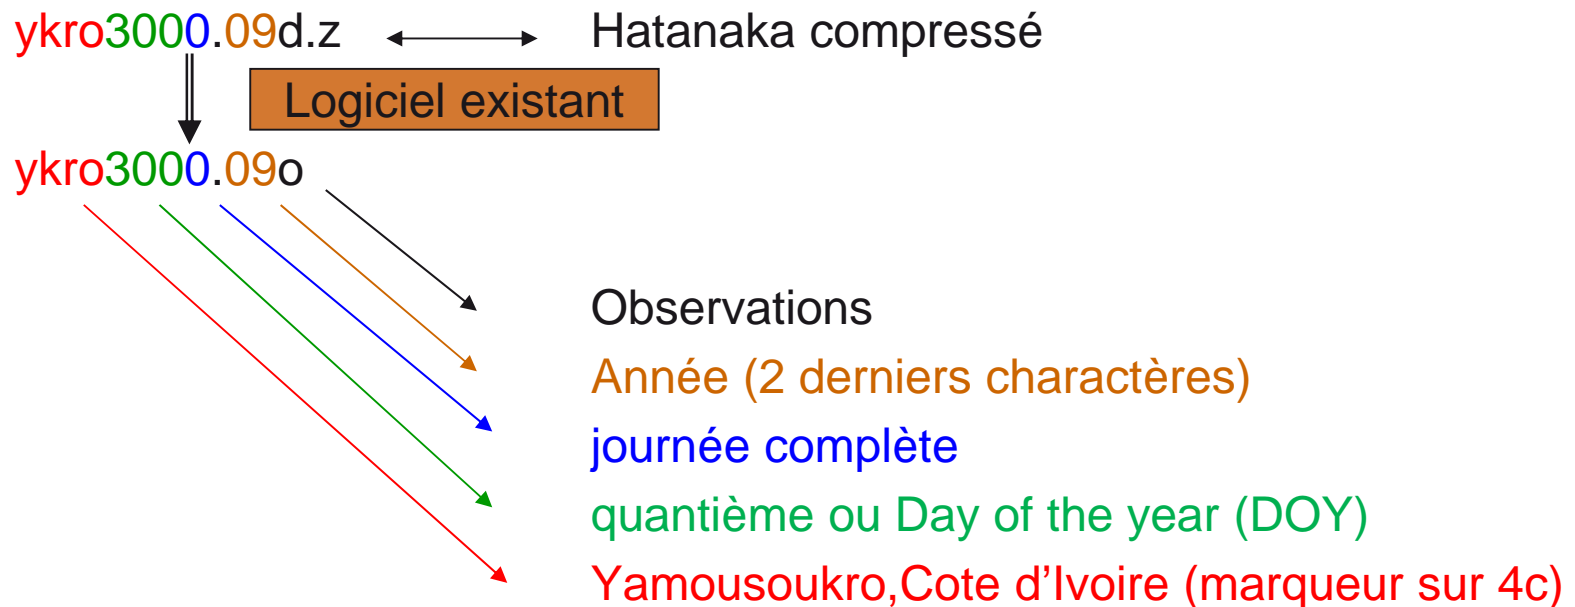 ykro3000.09d.z Hatanaka compressé
Logiciel existant
ykro3000.09o
Observations
Année (2 derniers charactères)
journée complète
quantième ou Day of the year (DOY)
Yamousoukro,Cote d’Ivoire (marqueur sur 4c)